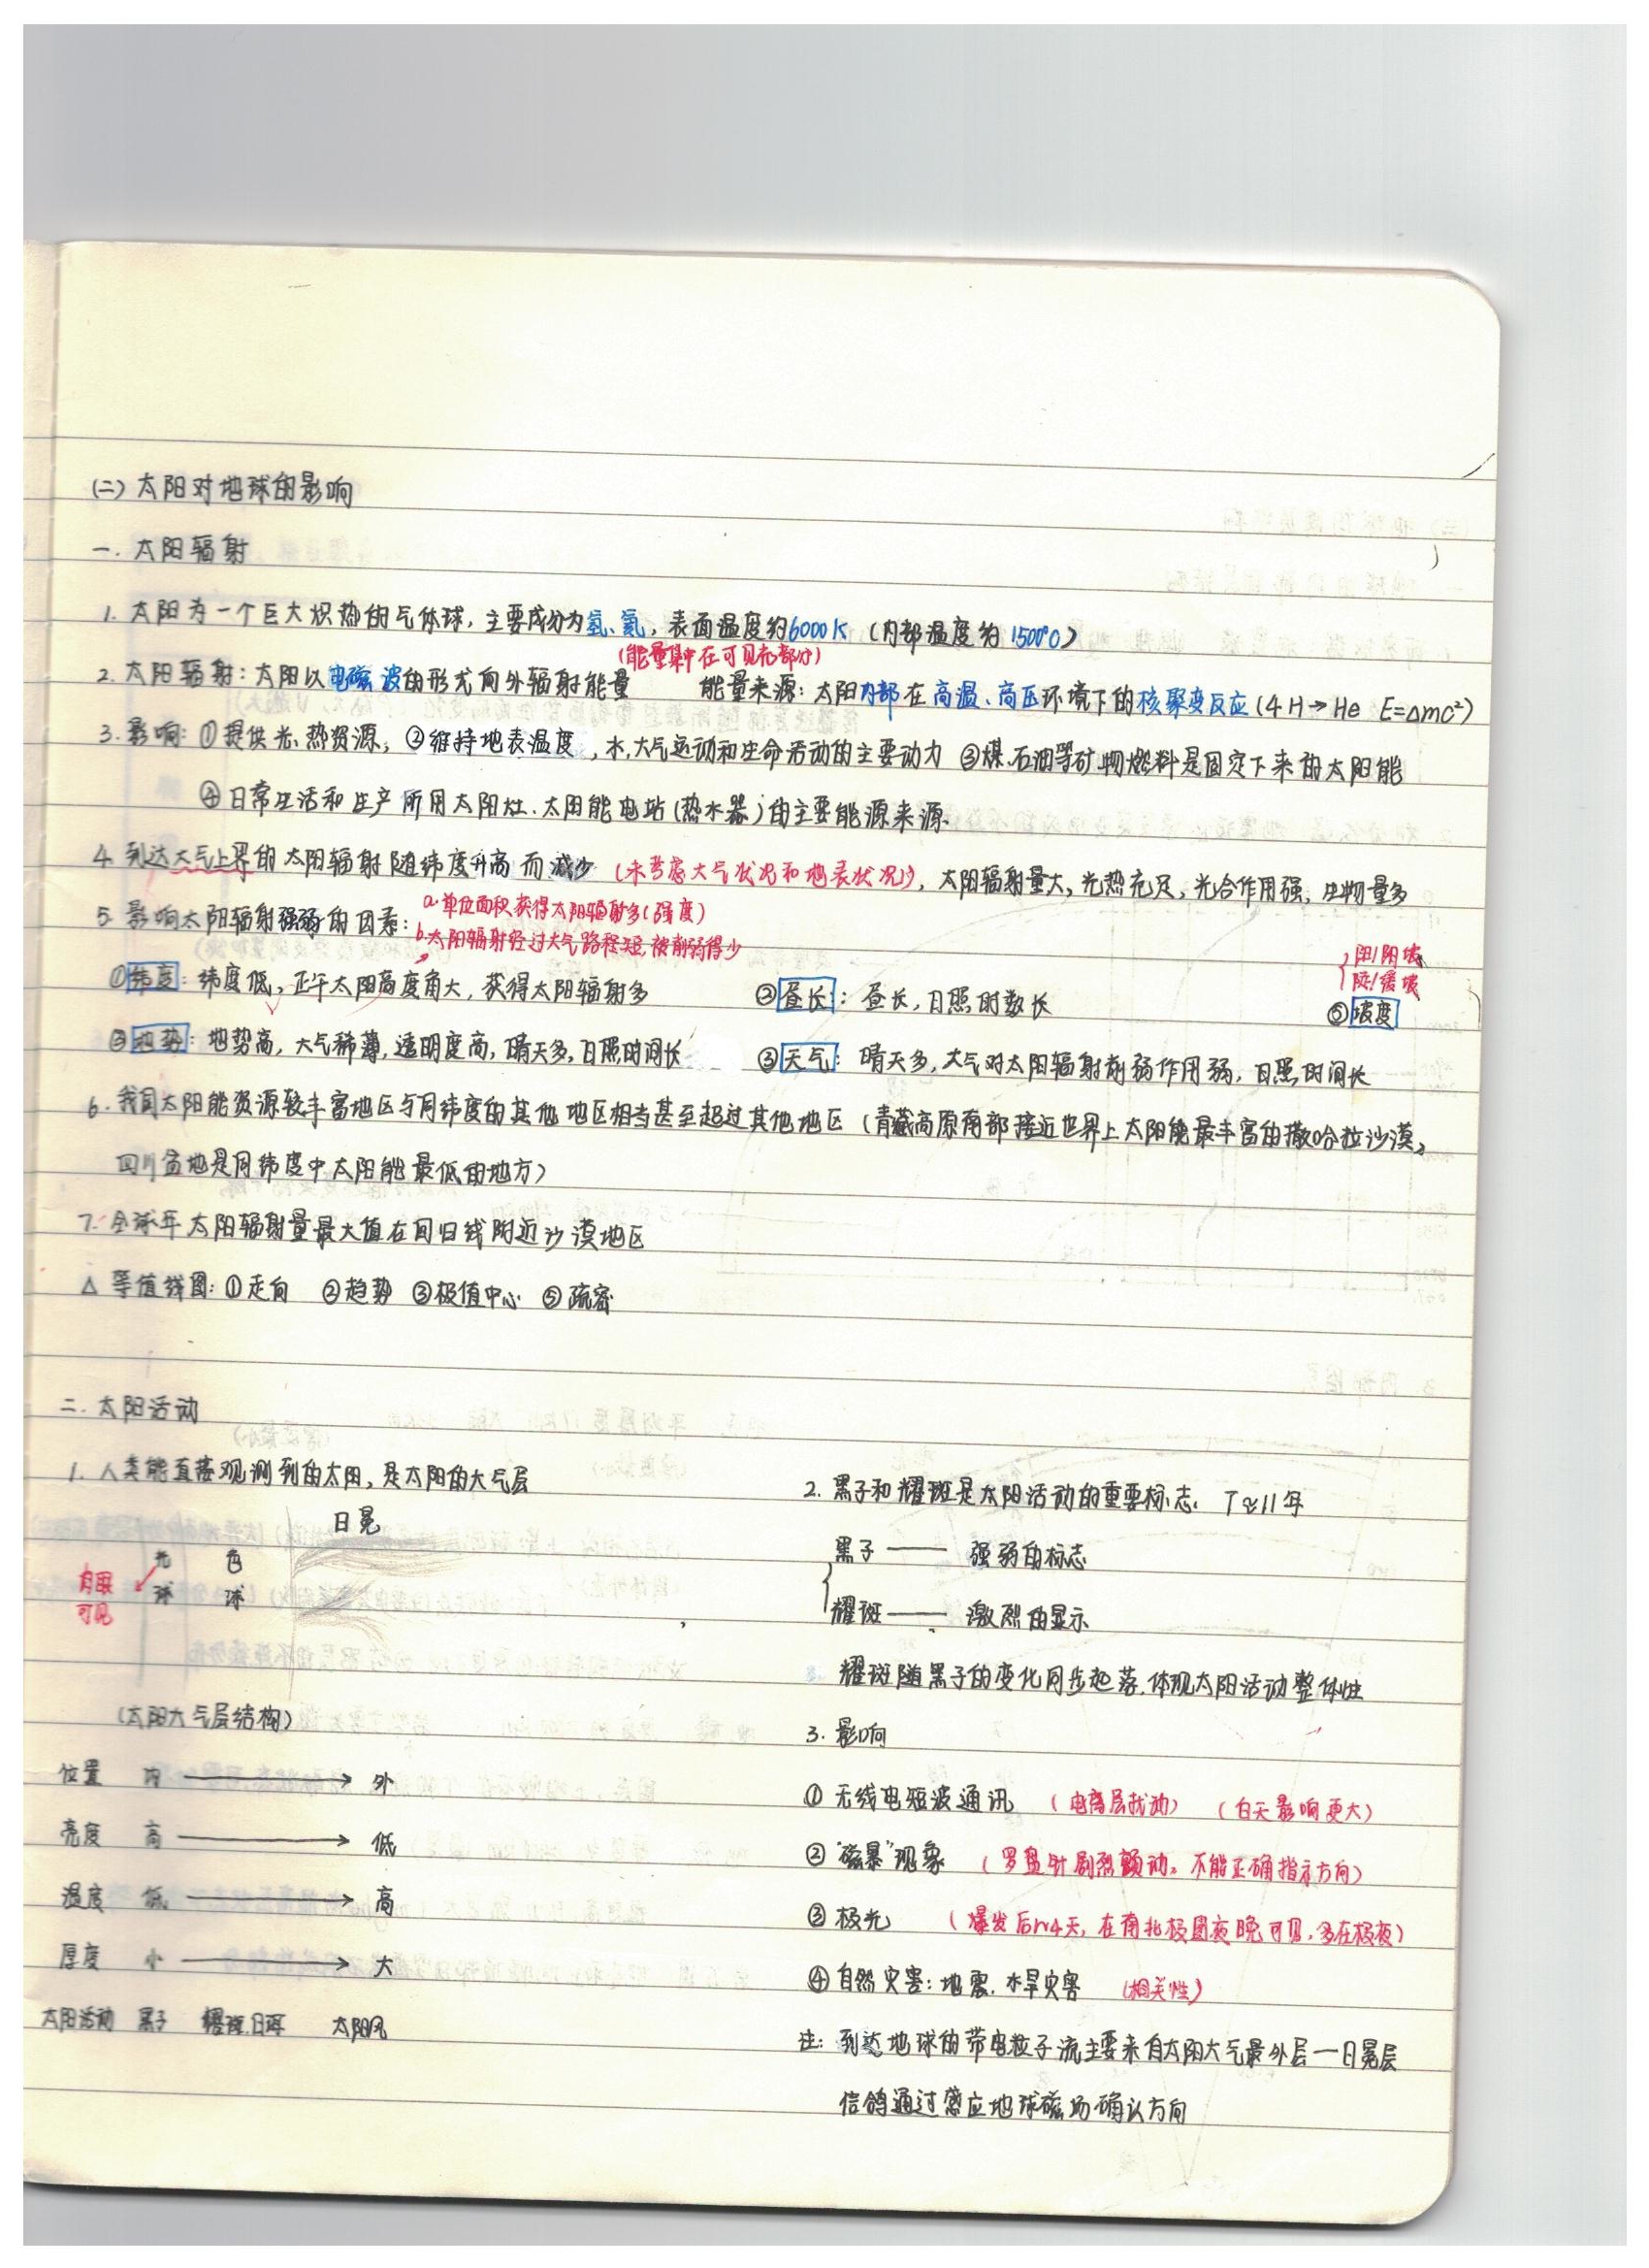 (二) 太阳对地球的影响
一. 太阳辐射
1. 太阳为一个巨大炽热的气体球, 主要成分为氢、氦, 表面温度约6000K (内部温度约1500℃)
(能量集中在可见光部分)
2. 太阳辐射: 太阳以电磁波的形式向外辐射能量 能量来源: 太阳内部在高温、高压环境下的核聚变反应 (4H→He E=△mc²)
3. 影响: ①提供光、热资源; ②维持地表温度, 水、大气运动和生命活动的主要动力 ③煤、石油等矿物燃料是固定下来的太阳能
④日常生活和生产所用太阳灶、太阳能电站(热水器)的主要能源来源.
4. 到达大气上界的太阳辐射随纬度升高而减少 (未考虑大气状况和地表状况), 太阳辐射量大, 光热充足, 光合作用强, 生物量多
5. 影响太阳辐射强弱的因素:
a.单位面积获得太阳辐射多(强度)
b.太阳辐射经过大气路程短, 被削弱得少
①纬度: 纬度低, 正午太阳高度角大, 获得太阳辐射多 ②昼长: 昼长, 日照时数长
阳/阴坡
陡/缓坡
⑤坡度
③地势: 地势高, 大气稀薄, 透明度高, 晴天多, 日照时间长 ③天气: 晴天多, 大气对太阳辐射削弱作用弱, 日照时间长
6. 我国太阳能资源较丰富地区与同纬度的其他地区相当甚至超过其他地区 (青藏高原南部接近世界上太阳能最丰富的撒哈拉沙漠,
四川盆地是同纬度中太阳能最低的地方)
7. 全球年太阳辐射量最大值在回归线附近沙漠地区
△ 等值线图: ①走向 ②趋势 ③极值中心 ⑤疏密
二. 太阳活动
1. 人类能直接观测到的太阳, 是太阳的大气层
日冕
光球 色球
肉眼可见
(太阳大气层结构)
位置 内 → 外
亮度 高 → 低
温度 低 → 高
厚度 小 → 大
太阳活动 黑子 耀斑、日珥 太阳风
2. 黑子和耀斑是太阳活动的重要标志. T≈11年
黑子 —— 强弱的标志
耀斑 —— 激烈的显示
耀斑随黑子的变化同步起落, 体现太阳活动整体性
3. 影响
① 无线电短波通讯 (电离层扰动) (白天影响更大)
② "磁暴"现象 (罗盘针剧烈颤动, 不能正确指示方向)
③ 极光 (爆发后1~4天, 在南北极圈夜晚可见, 多在极夜)
④ 自然灾害: 地震、水旱灾害 (相关性)
注: 到达地球的带电粒子流主要来自太阳大气最外层—日冕层
信鸽通过感应地球磁场确认方向